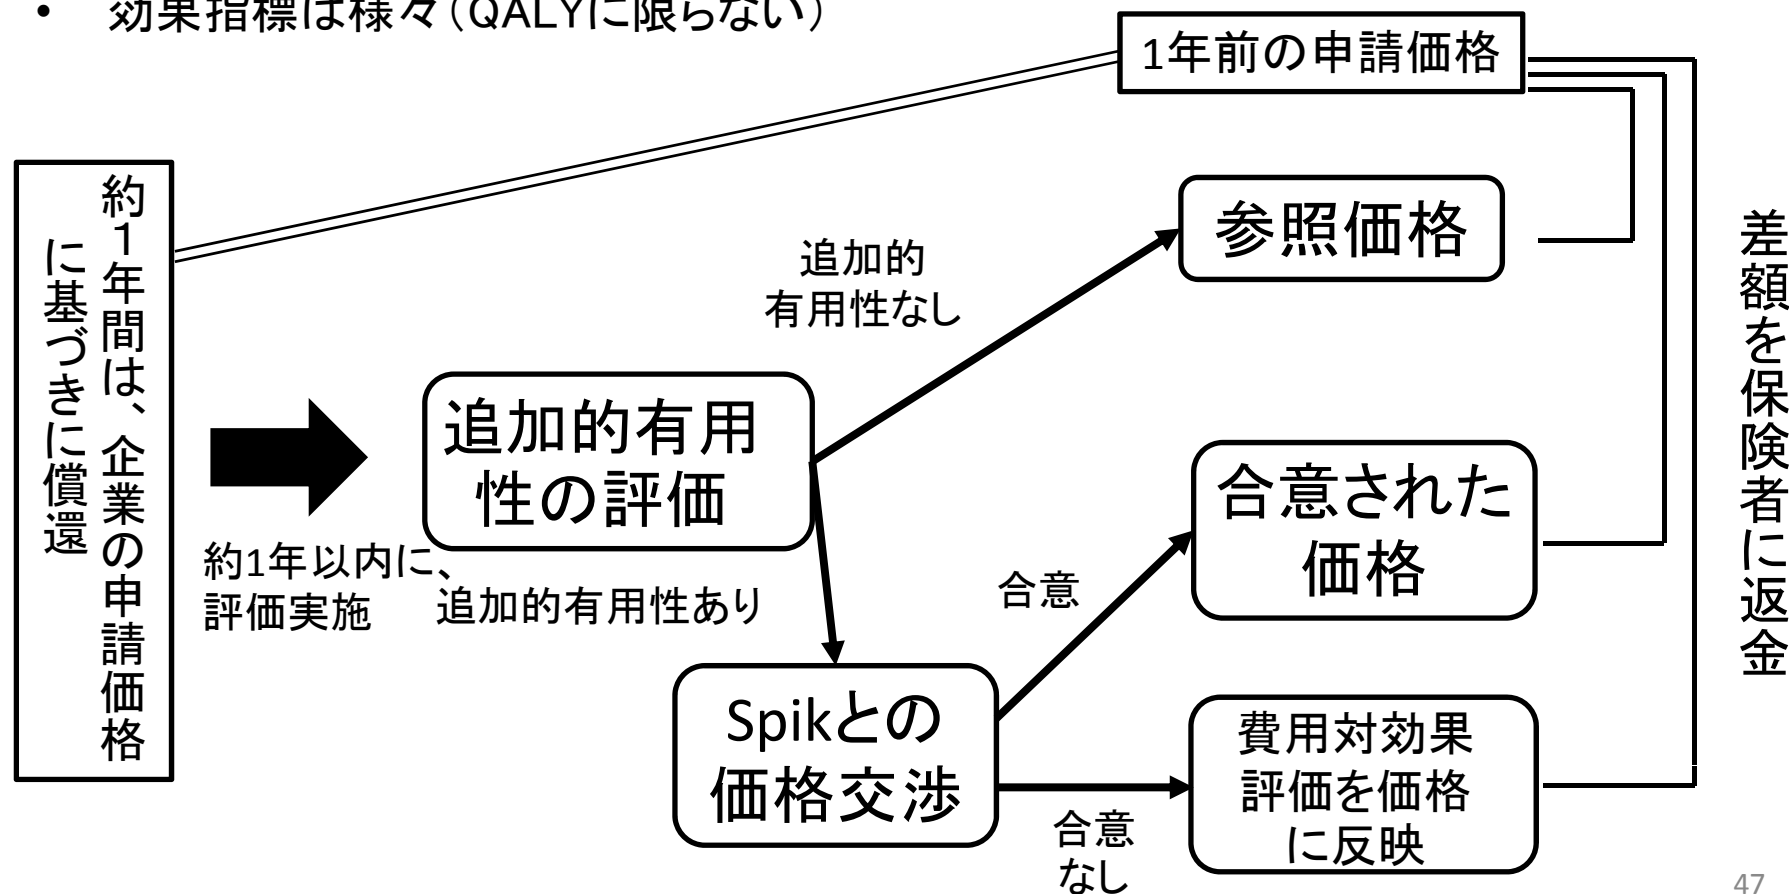 • 効果指標は様々（QALYに限らない）
1年前の申請価格
約１年間は、企業の申請価格
に基づきに償還
参照価格
追加的
有用性なし
追加的有用
性の評価
約1年以内に、
評価実施
追加的有用性あり
合意された
価格
合意
Spikとの
価格交渉
費用対効果
評価を価格
に反映
合意
なし
差額を保険者に返金
47